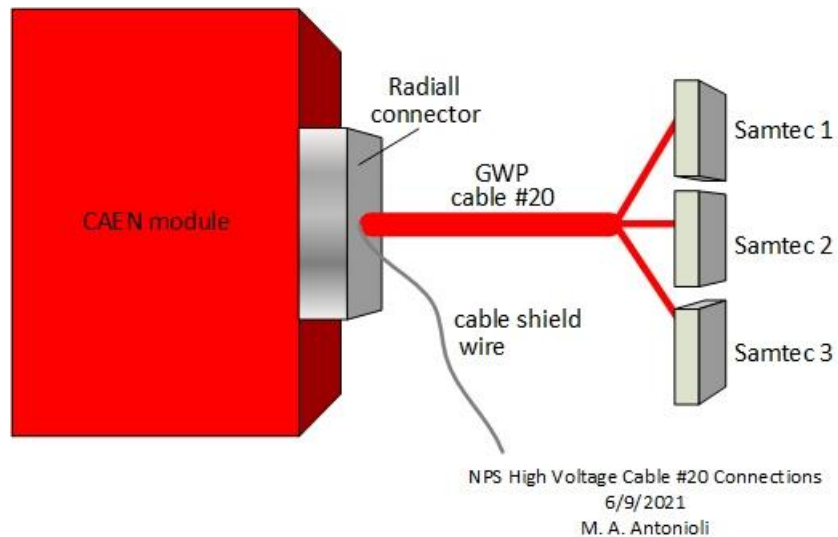 Radiall
connector
Samtec 1
GWP
cable #20
CAEN module
Samtec 2
cable shield
wire
Samtec 3
NPS High Voltage Cable #20 Connections
6/9/2021
M. A. Antonioli